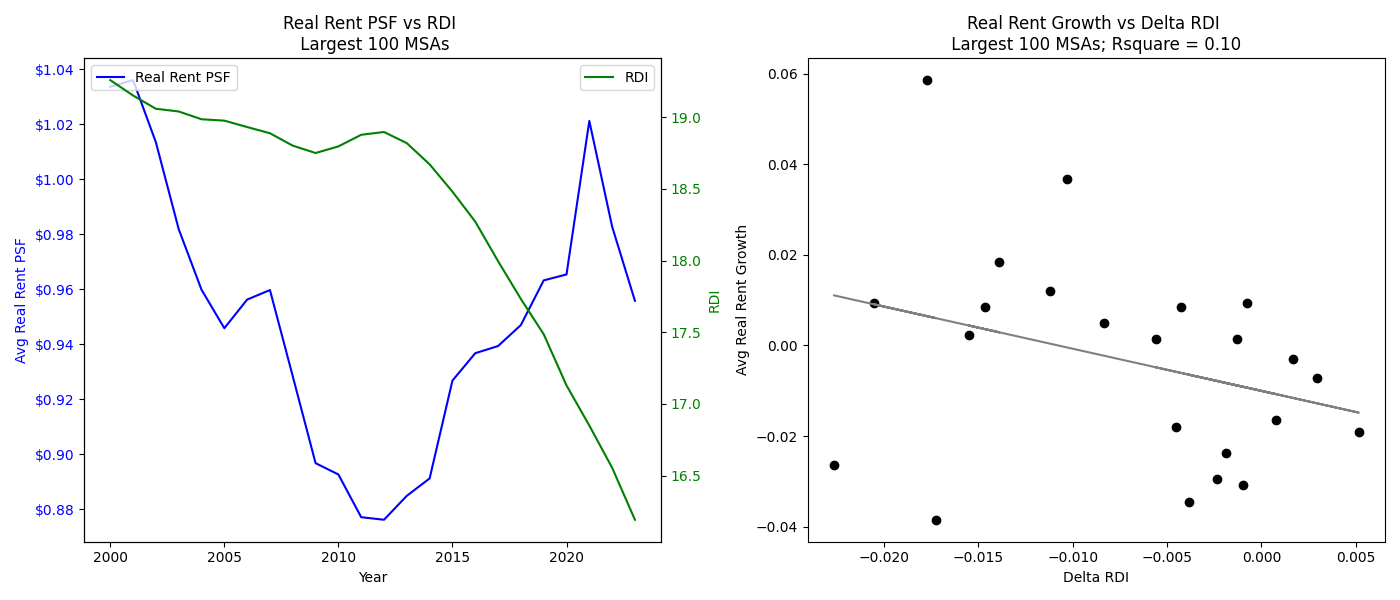 Real Rent PSF vs RDI
Largest 100 MSAs
Real Rent PSF
RDI
$1.04
$1.02
$1.00
$0.98
$0.96
$0.94
$0.92
$0.90
$0.88
Avg Real Rent PSF
19.0
18.5
18.0
17.5
17.0
16.5
RDI
2000
2005
2010
2015
2020
Year
Real Rent Growth vs Delta RDI
Largest 100 MSAs; Rsquare = 0.10
0.06
0.04
0.02
0.00
−0.02
−0.04
Avg Real Rent Growth
−0.020
−0.015
−0.010
−0.005
0.000
0.005
Delta RDI